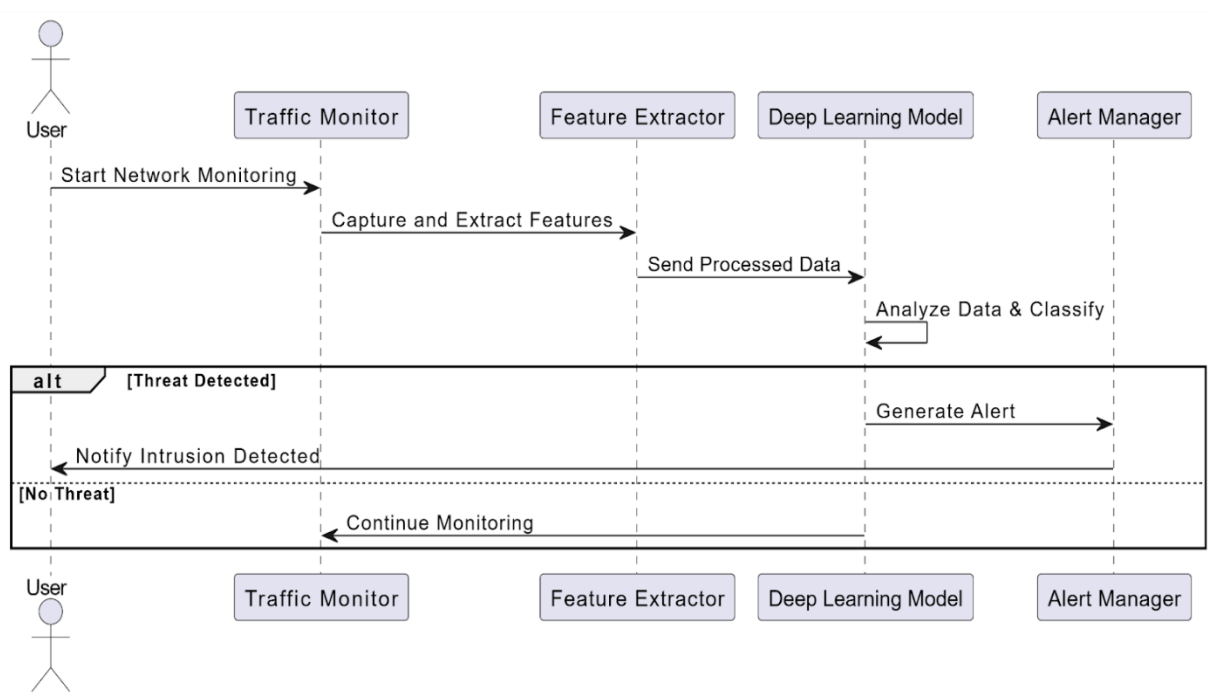 User
Traffic Monitor
Feature Extractor
Deep Learning Model
Alert Manager
Start Network Monitoring
Capture and Extract Features
Send Processed Data
Analyze Data & Classify
alt
[Threat Detected]
Generate Alert
Notify Intrusion Detected
[No Threat]
Continue Monitoring
User
Traffic Monitor
Feature Extractor
Deep Learning Model
Alert Manager